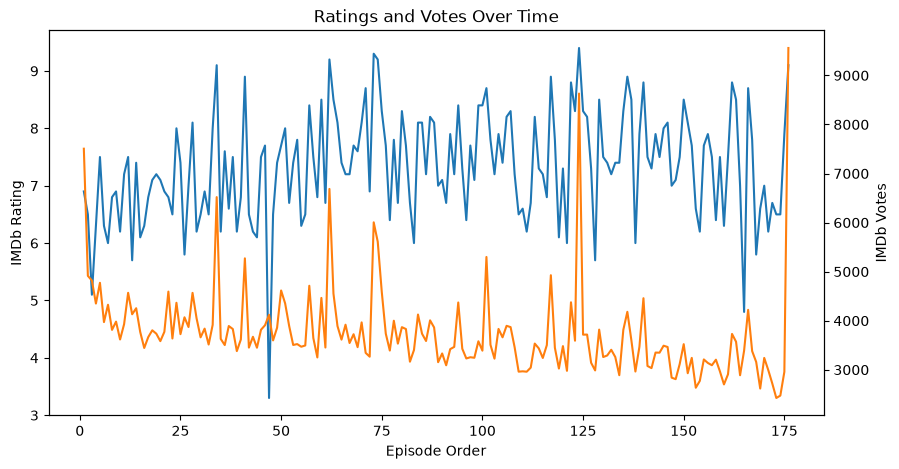 Ratings and Votes Over Time
9
8
7
6
5
4
3
IMDb Rating
9000
8000
7000
6000
5000
4000
3000
IMDb Votes
0 25 50 75 100 125 150 175
Episode Order